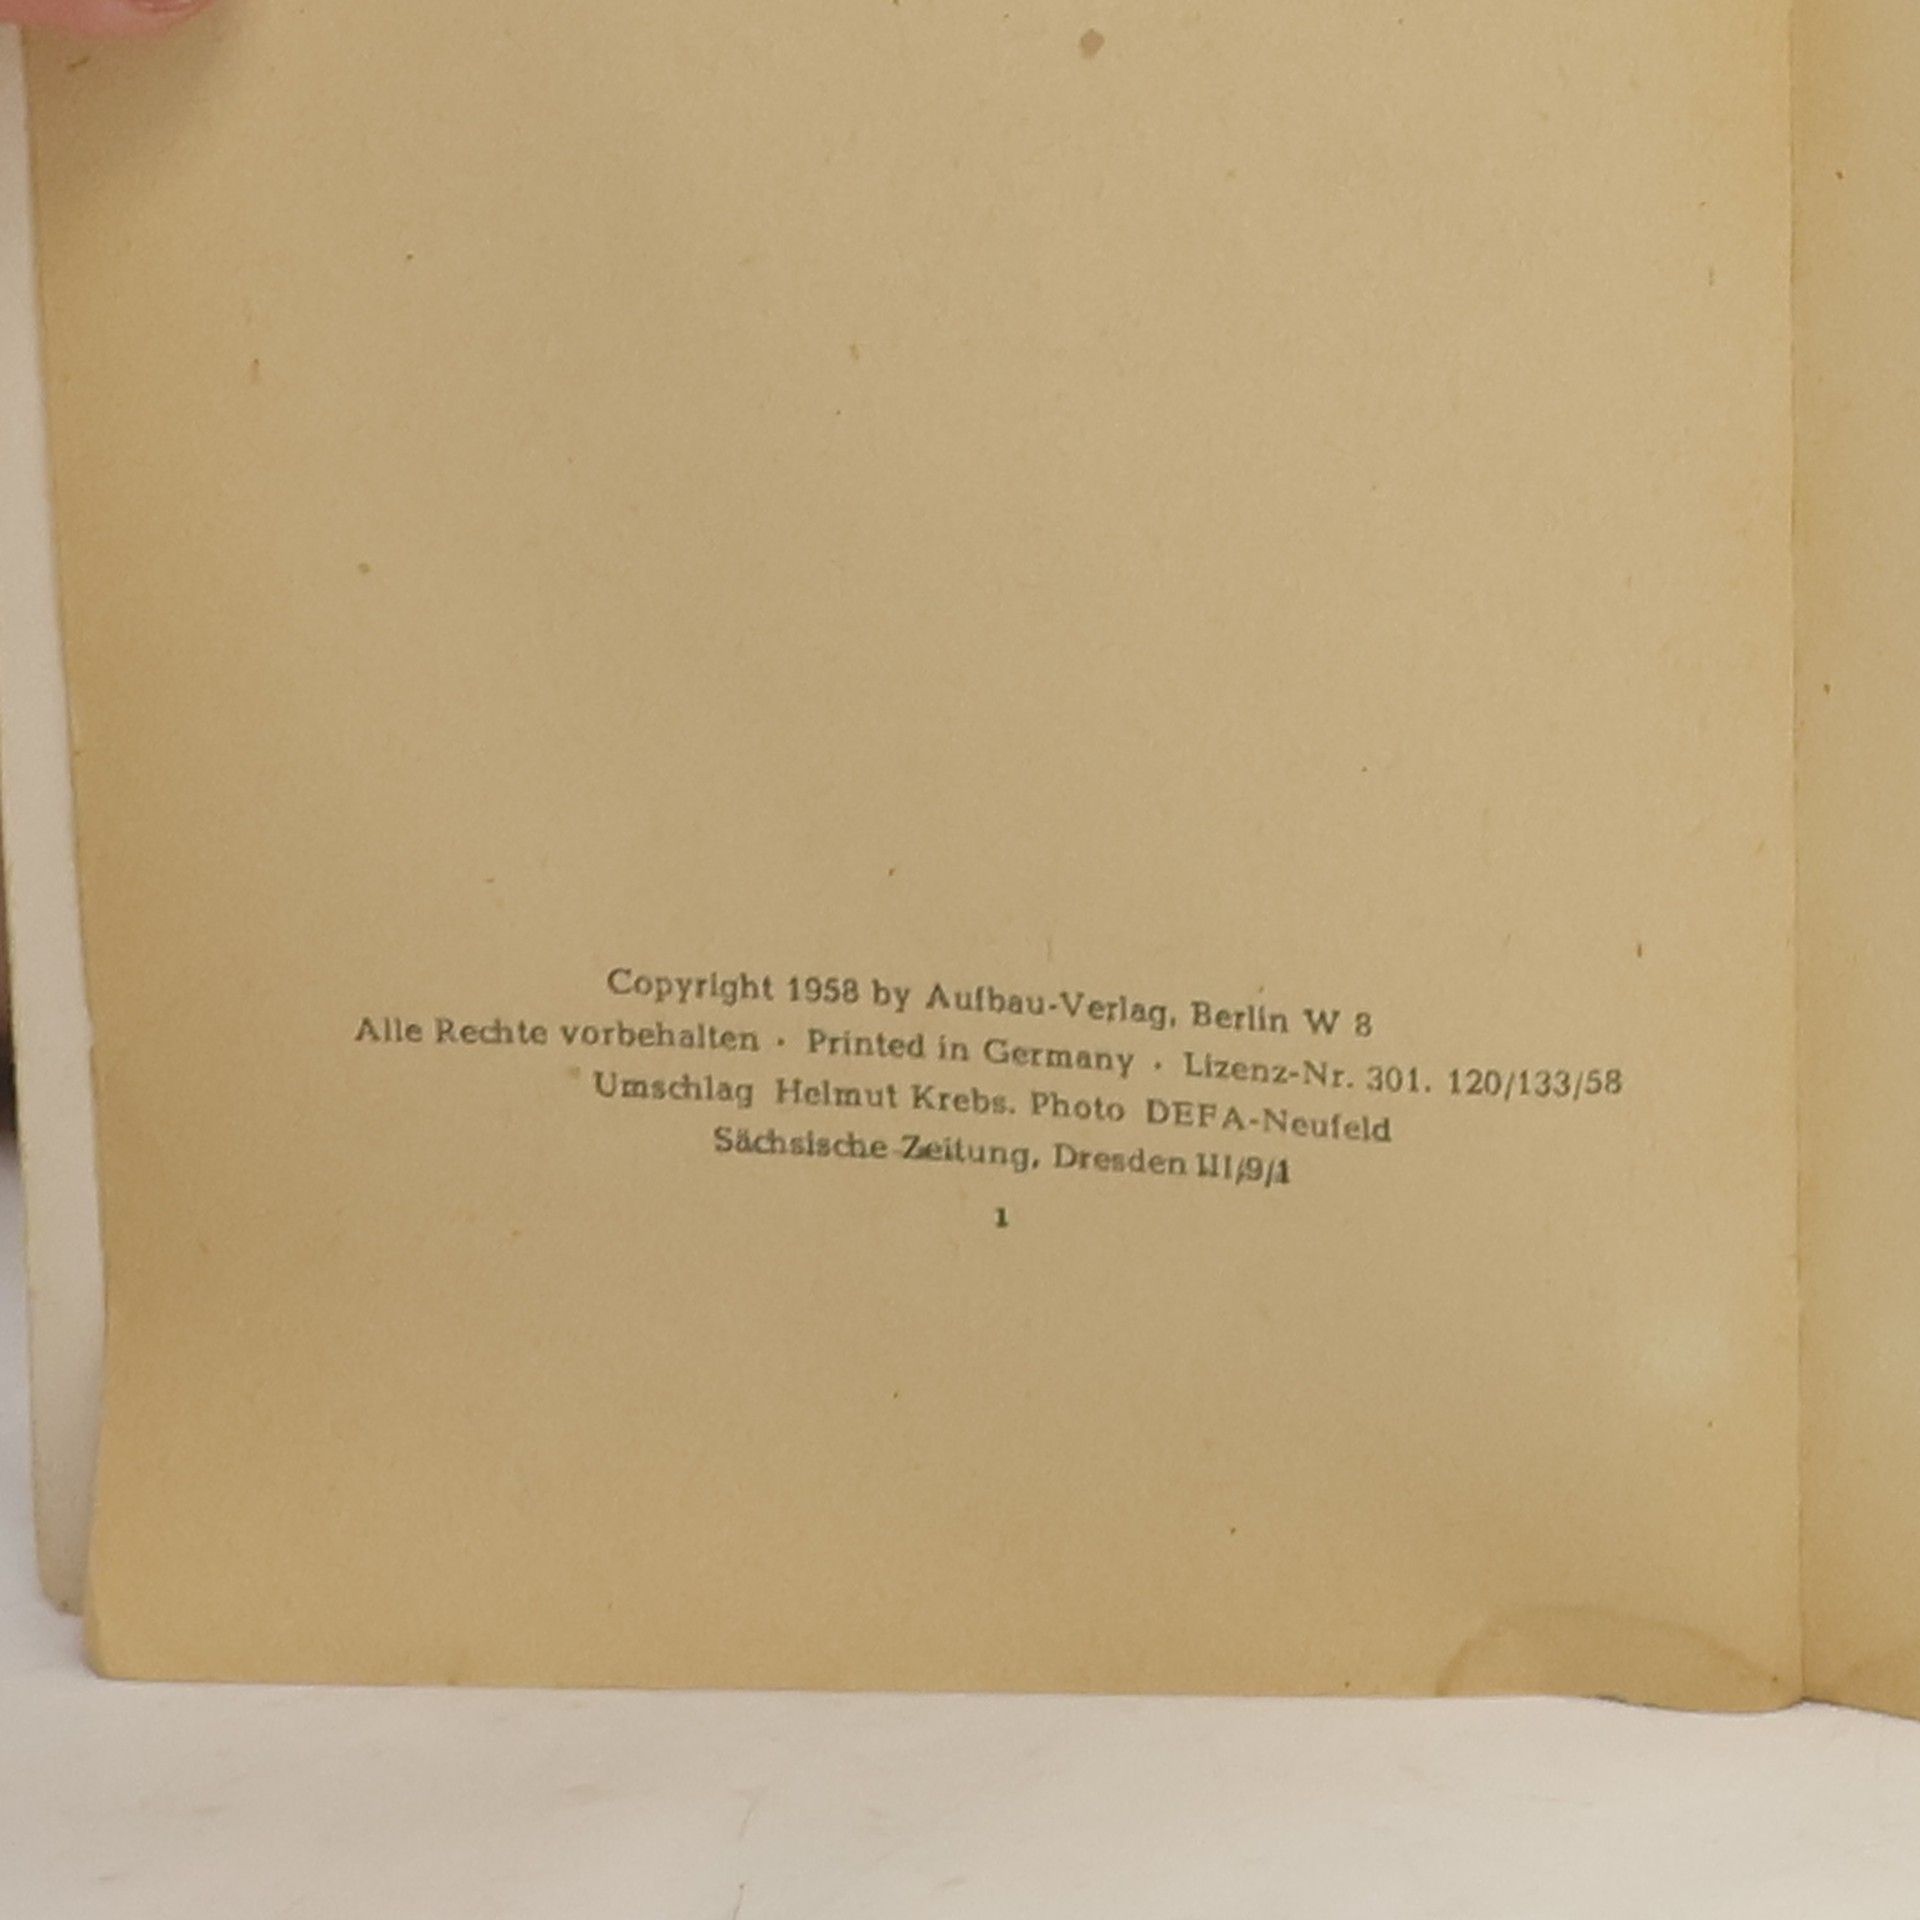 Copyright 1958 by Aufbau-Verlag, Berlin W 8
Alle Rechte vorbehalten · Printed in Germany · Lizenz-Nr. 301. 120/133/58
Umschlag Helmut Krebs. Photo DEFA-Neufeld
Sächsische Zeitung, Dresden III/9/1
1